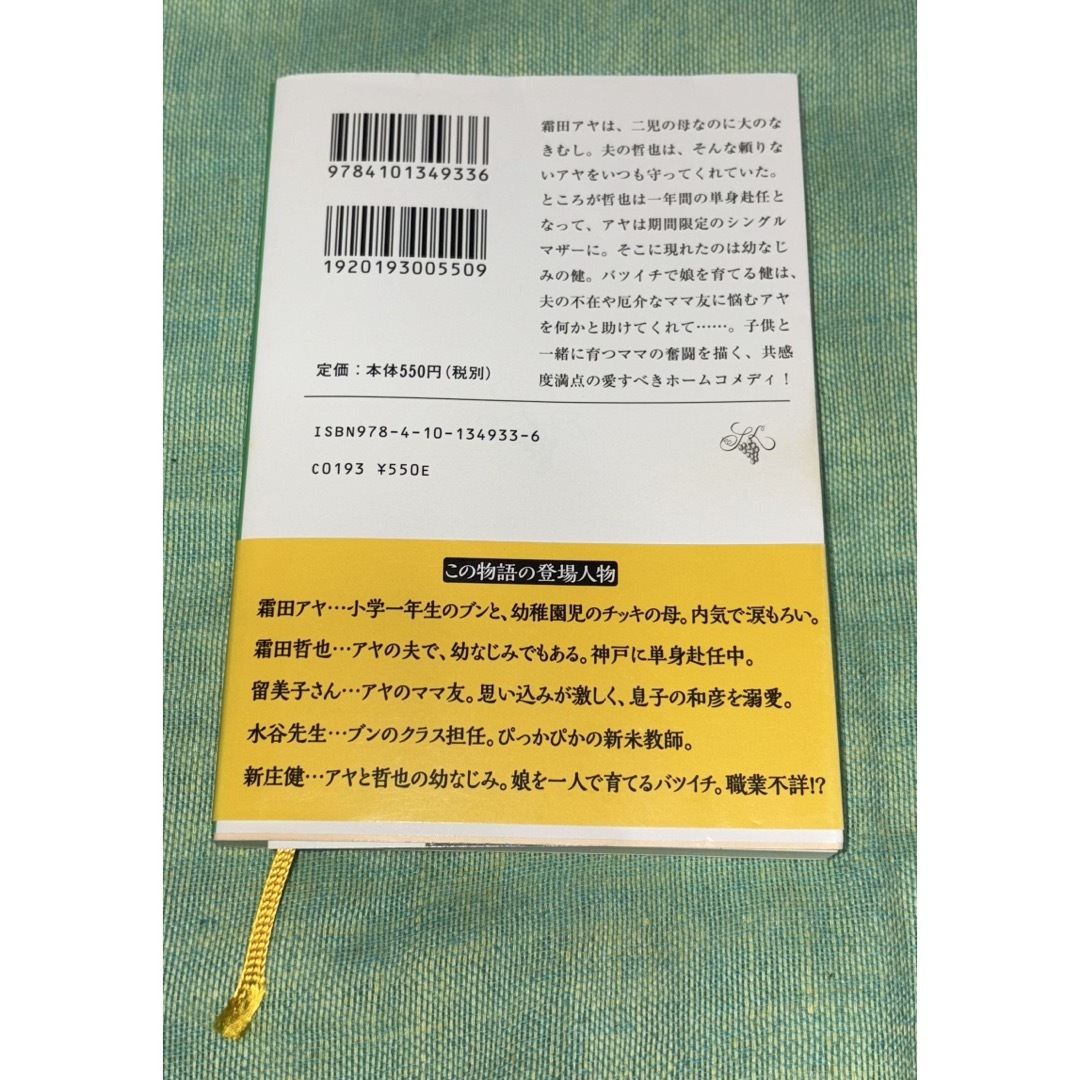 9784101349336
1920193005509
定価：本体550円（税別）
ISBN978-4-10-134933-6
C0193 ¥550E
霜田アヤは、二児の母なのに大のな
きむし。夫の哲也は、そんな頼りな
いアヤをいつも守ってくれていた。
ところが哲也は一年間の単身赴任と
なって、アヤは期間限定のシングル
マザーに。そこに現れたのは幼なじ
みの健。バツイチで娘を育てる健は、
夫の不在や厄介なママ友に悩むアヤ
を何かと助けてくれて……。子供と
一緒に育つママの奮闘を描く、共感
度満点の愛すべきホームコメディ！
この物語の登場人物
霜田アヤ…小学一年生のブンと、幼稚園児のチッキの母。内気で涙もろい。
霜田哲也…アヤの夫で、幼なじみでもある。神戸に単身赴任中。
留美子さん…アヤのママ友。思い込みが激しく、息子の和彦を溺愛。
水谷先生…ブンのクラス担任。ぴっかぴかの新米教師。
新庄健…アヤと哲也の幼なじみ。娘を一人で育てるバツイチ。職業不詳!?